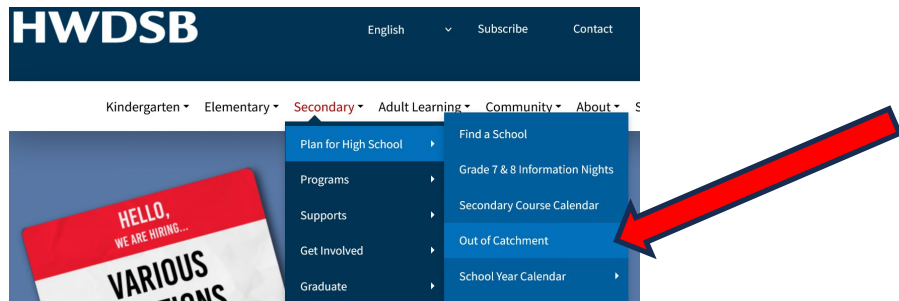 HWDSB
English Subscribe Contact
Kindergarten Elementary Secondary Adult Learning Community About S
Plan for High School
Programs
Supports
Get Involved
Graduate
Find a School
Grade 7 & 8 Information Nights
Secondary Course Calendar
Out of Catchment
School Year Calendar
HELLO,
WE ARE HIRING...
VARIOUS